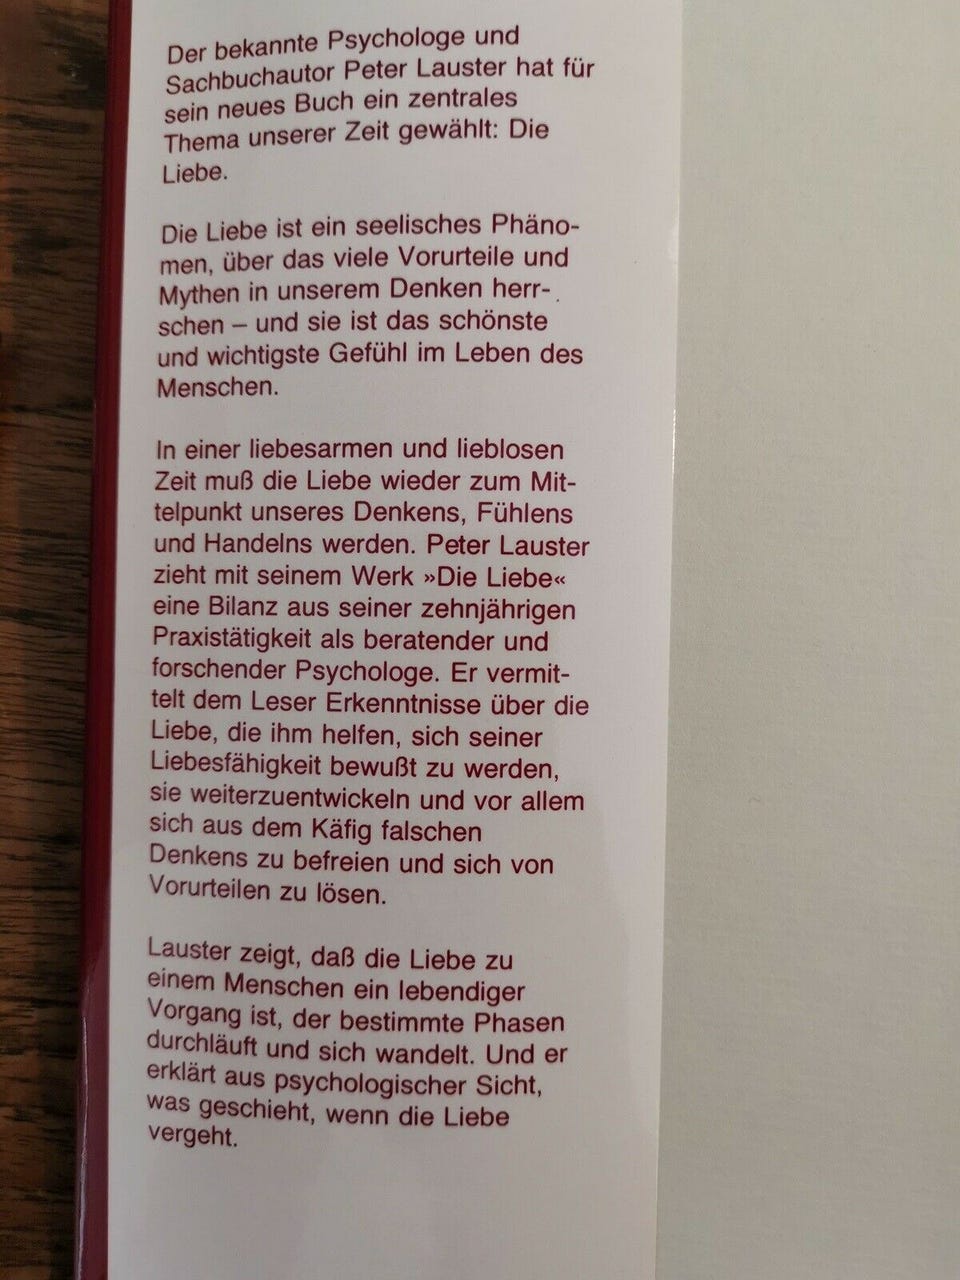 Der bekannte Psychologe und
Sachbuchautor Peter Lauster hat für
sein neues Buch ein zentrales
Thema unserer Zeit gewählt: Die
Liebe.
Die Liebe ist ein seelisches Phäno-
men, über das viele Vorurteile und
Mythen in unserem Denken herr-
schen – und sie ist das schönste
und wichtigste Gefühl im Leben des
Menschen.
In einer liebesarmen und lieblosen
Zeit muß die Liebe wieder zum Mit-
telpunkt unseres Denkens, Fühlens
und Handelns werden. Peter Lauster
zieht mit seinem Werk »Die Liebe«
eine Bilanz aus seiner zehnjährigen
Praxistätigkeit als beratender und
forschender Psychologe. Er vermit-
telt dem Leser Erkenntnisse über die
Liebe, die ihm helfen, sich seiner
Liebesfähigkeit bewußt zu werden,
sie weiterzuentwickeln und vor allem
sich aus dem Käfig falschen
Denkens zu befreien und sich von
Vorurteilen zu lösen.
Lauster zeigt, daß die Liebe zu
einem Menschen ein lebendiger
Vorgang ist, der bestimmte Phasen
durchläuft und sich wandelt. Und er
erklärt aus psychologischer Sicht,
was geschieht, wenn die Liebe
vergeht.